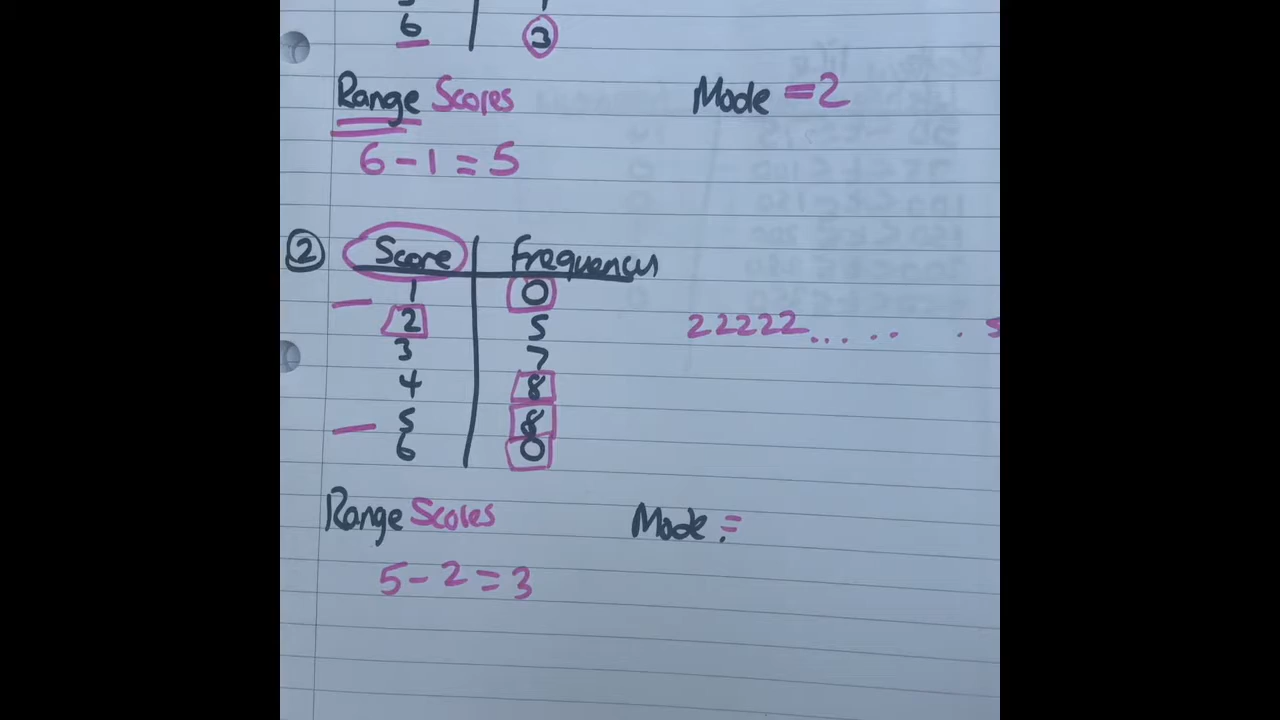 6 3
Range Scores Mode = 2
6 - 1 = 5
2 Score Frequency
1 0
2 5 22222... .. . 5
3 7
4 8
5 8
6 0
Range Scores Mode :=
5 - 2 = 3